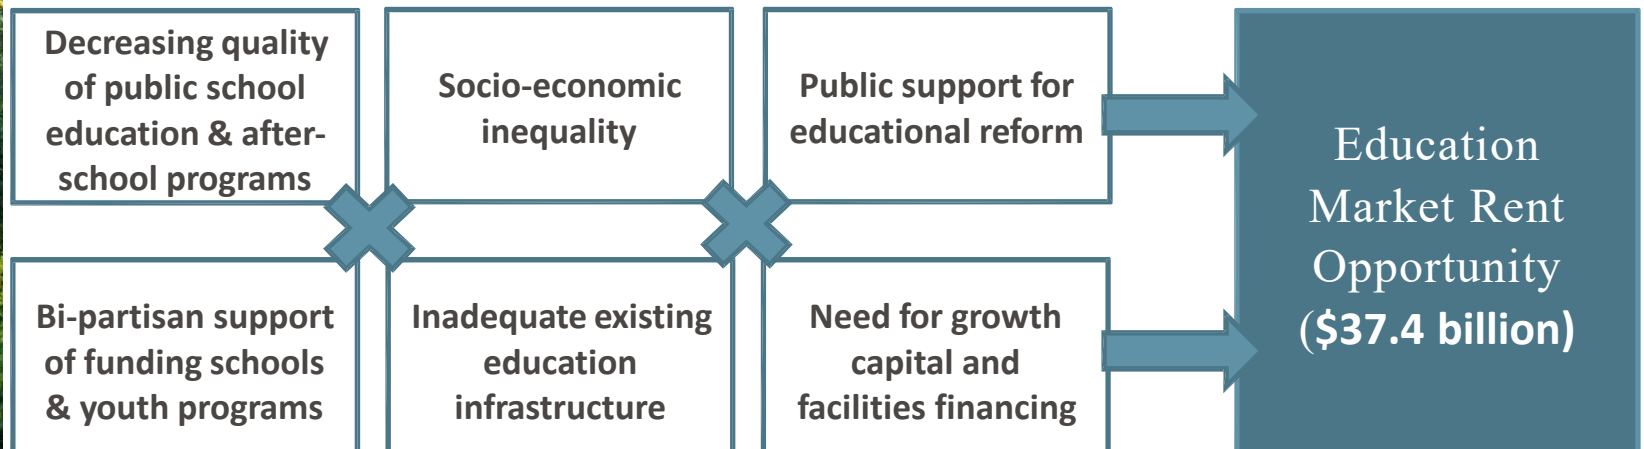 Decreasing quality
of public school
education & after-
school programs
Socio-economic
inequality
Public support for
educational reform
Bi-partisan support
of funding schools
& youth programs
Inadequate existing
education
infrastructure
Need for growth
capital and
facilities financing
Education
Market Rent
Opportunity
($37.4 billion)